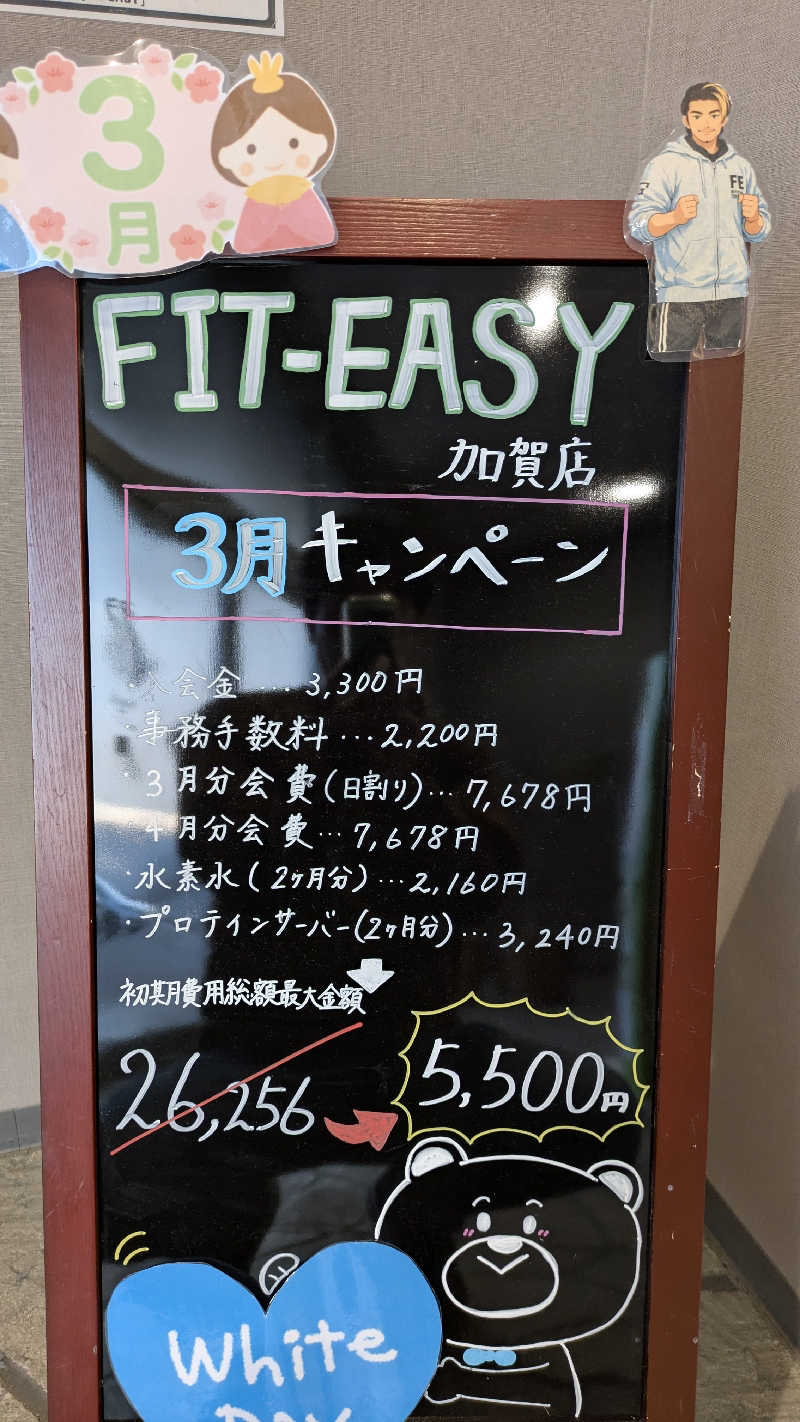 3
月
FE
FIT-EASY
加賀店
3月キャンペーン
・入会金…3,300円
・事務手数料…2,200円
・3月分会費(日割り)…7,678円
・4月分会費…7,678円
・水素水(2ヶ月分)…2,160円
・プロテインサーバー(2ヶ月分)…3,240円
初期費用総額最大金額
26,256
5,500円
White
DAY